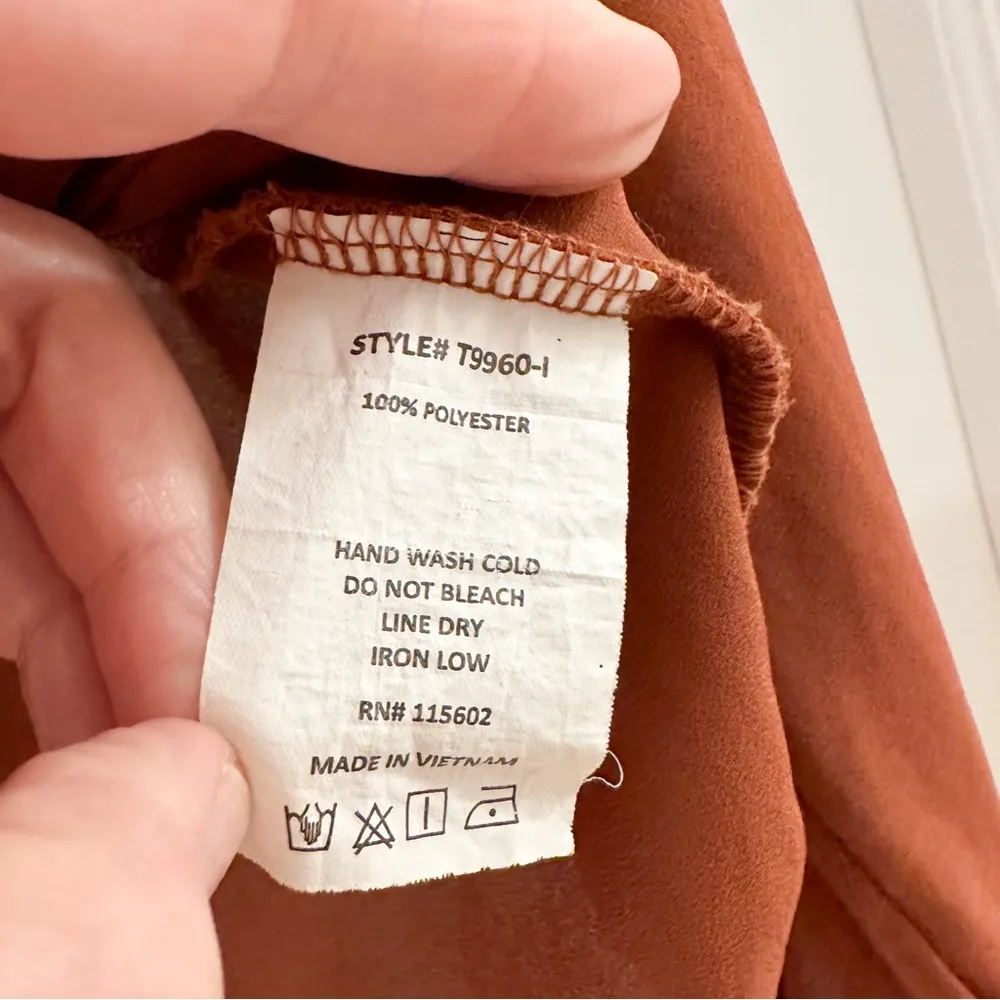 STYLE# T9960-I
100% POLYESTER
HAND WASH COLD
DO NOT BLEACH
LINE DRY
IRON LOW
RN# 115602
MADE IN VIETNAM